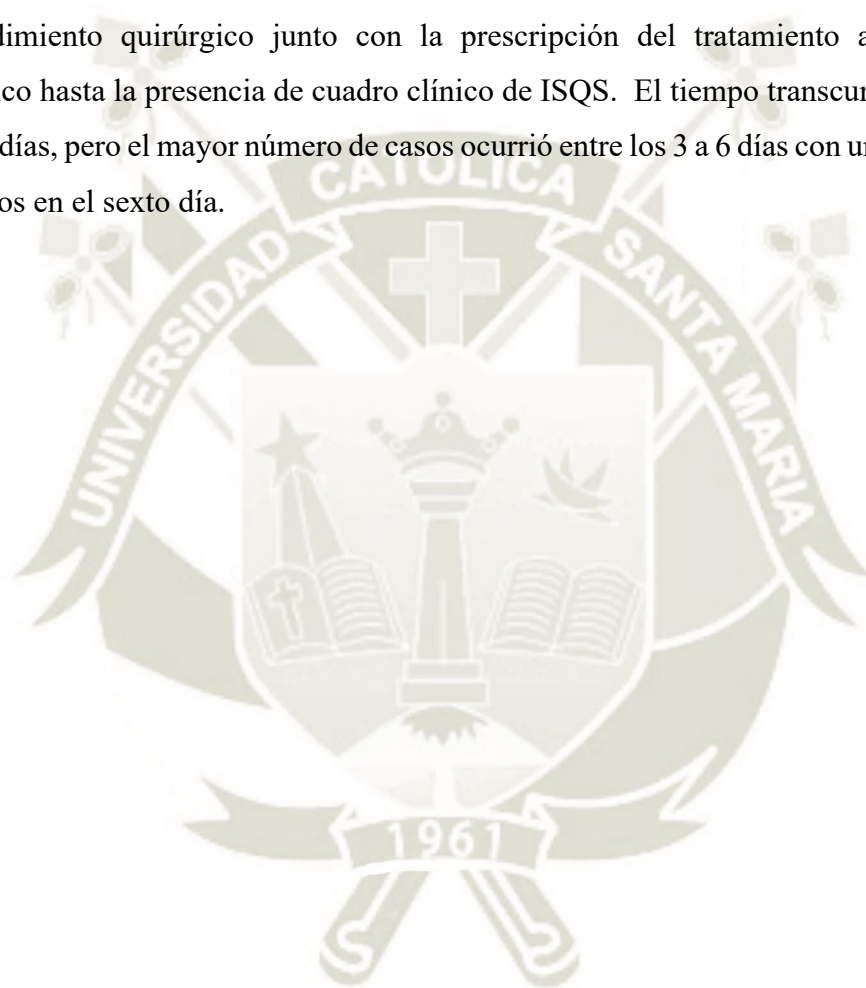 dimiento quirúrgico junto con la prescripción del tratamiento a
co hasta la presencia de cuadro clínico de ISQS. El tiempo transcur
días, pero el mayor número de casos ocurrió entre los 3 a 6 días con un
os en el sexto día.
CATOLICA
UNIVERSIDAD
SANTA MARIA
1961